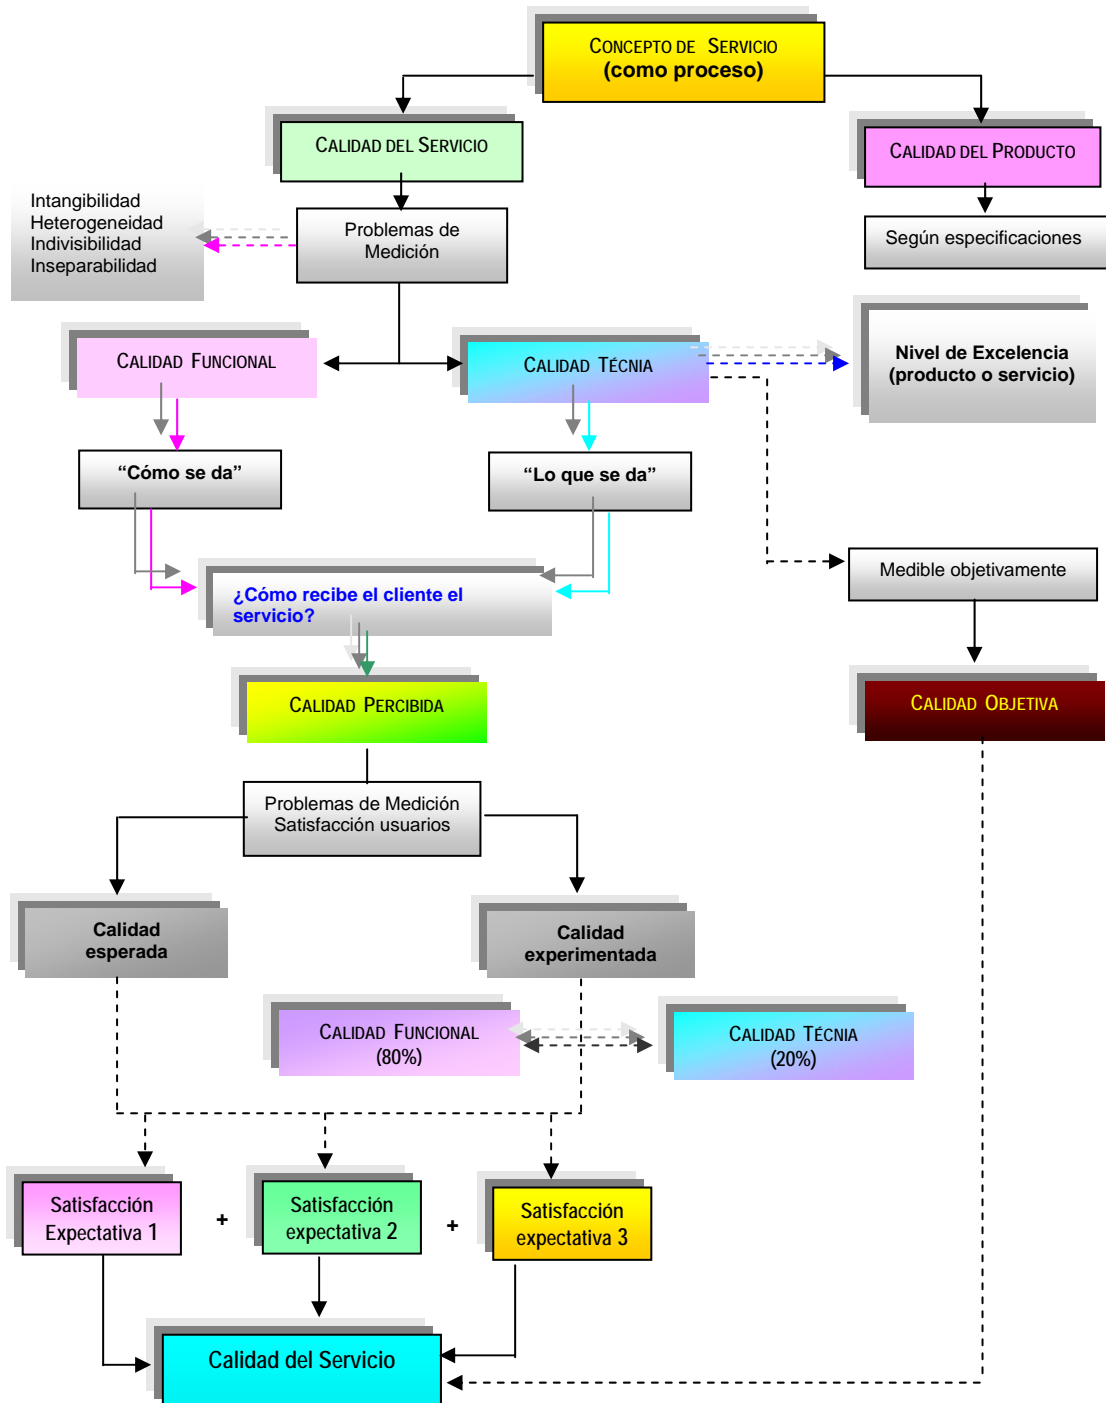 CONCEPTO DE SERVICIO
(como proceso)
CALIDAD DEL SERVICIO
CALIDAD DEL PRODUCTO
Intangibilidad
Heterogeneidad
Indivisibilidad
Inseparabilidad
Problemas de
Medición
Según especificaciones
CALIDAD FUNCIONAL
CALIDAD TÉCNIA
Nivel de Excelencia
(producto o servicio)
“Cómo se da”
“Lo que se da”
Medible objetivamente
¿Cómo recibe el cliente el
servicio?
CALIDAD PERCIBIDA
CALIDAD OBJETIVA
Problemas de Medición
Satisfacción usuarios
Calidad
esperada
Calidad
experimentada
CALIDAD FUNCIONAL
(80%)
CALIDAD TÉCNIA
(20%)
Satisfacción
Expectativa 1
+
Satisfacción
expectativa 2
+
Satisfacción
expectativa 3
Calidad del Servicio